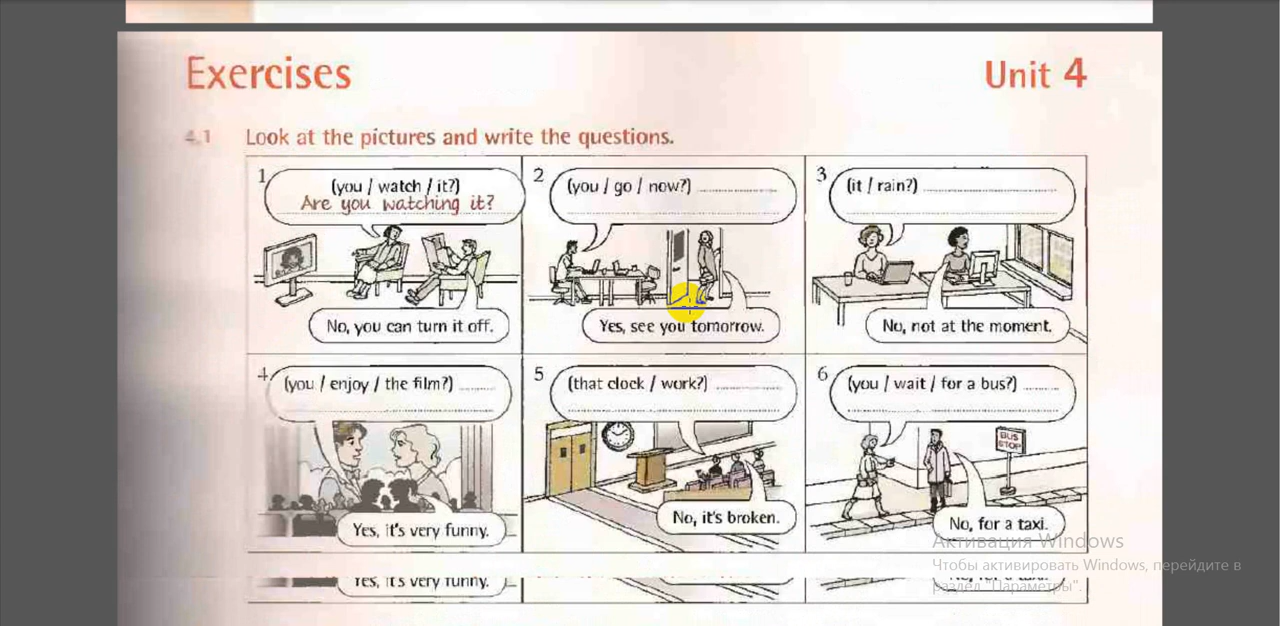 Exercises
Unit 4
4.1 Look at the pictures and write the questions.
1
(you / watch / it?)
Are you watching it?
No, you can turn it off.
2
(you / go / now?)
Yes, see you tomorrow.
3
(it / rain?)
No, not at the moment.
4
(you / enjoy / the film?)
Yes, it's very funny.
5
(that clock / work?)
No, it's broken.
6
(you / wait / for a bus?)
BUS
STOP
No, for a taxi.
Активация Windows
Чтобы активировать Windows, перейдите в
раздел "Параметры".
Yes, it's very funny.